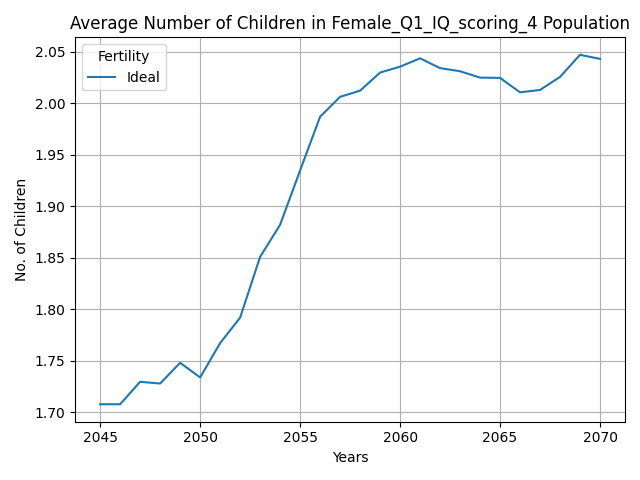 Average Number of Children in Female_Q1_IQ_scoring_4 Population
Fertility
Ideal
No. of Children
2.05
2.00
1.95
1.90
1.85
1.80
1.75
1.70
2045 2050 2055 2060 2065 2070
Years